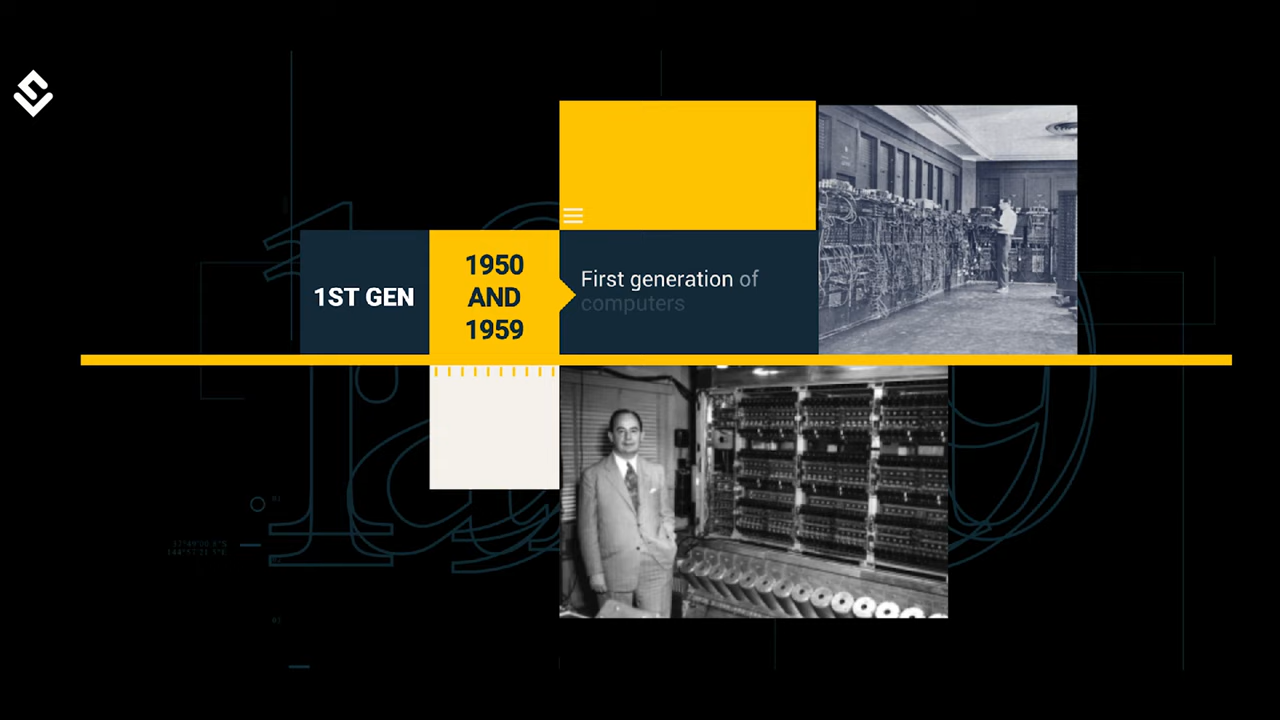 1ST GEN
1950
AND
1959
First generation of
computers